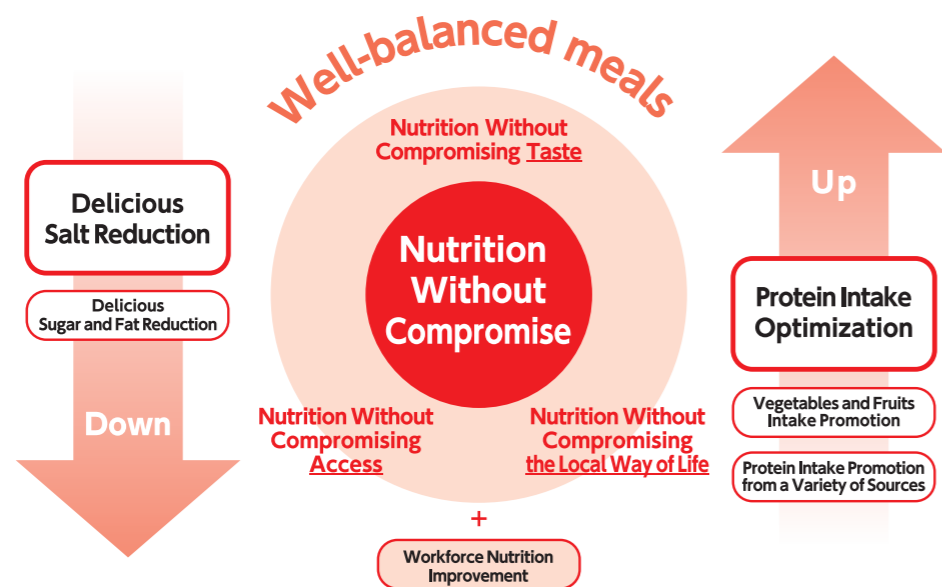 Well-balanced meals
Nutrition Without
Compromising Taste
Nutrition
Without
Compromise
Nutrition Without
Compromising
Access
Nutrition Without
Compromising
the Local Way of Life
+
Workforce Nutrition
Improvement
Delicious
Salt Reduction
Delicious
Sugar and Fat Reduction
Down
Up
Protein Intake
Optimization
Vegetables and Fruits
Intake Promotion
Protein Intake Promotion
from a Variety of Sources